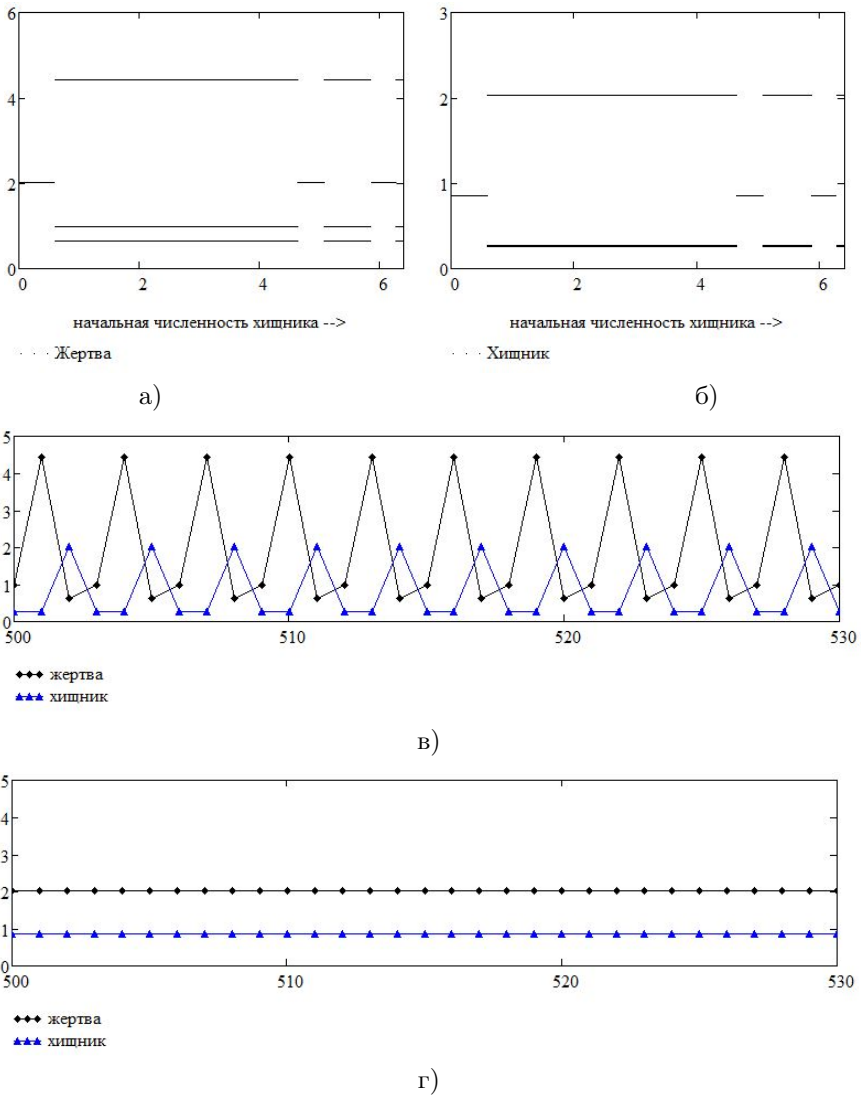 6
4
2
0
0 2 4 6
начальная численность хищника -->
· · · Жертва
а)
3
2
1
0
0 2 4 6
начальная численность хищника -->
· · · Хищник
б)
5
4
3
2
1
0
500 510 520 530
жертва
хищник
в)
5
4
3
2
1
0
500 510 520 530
жертва
хищник
г)